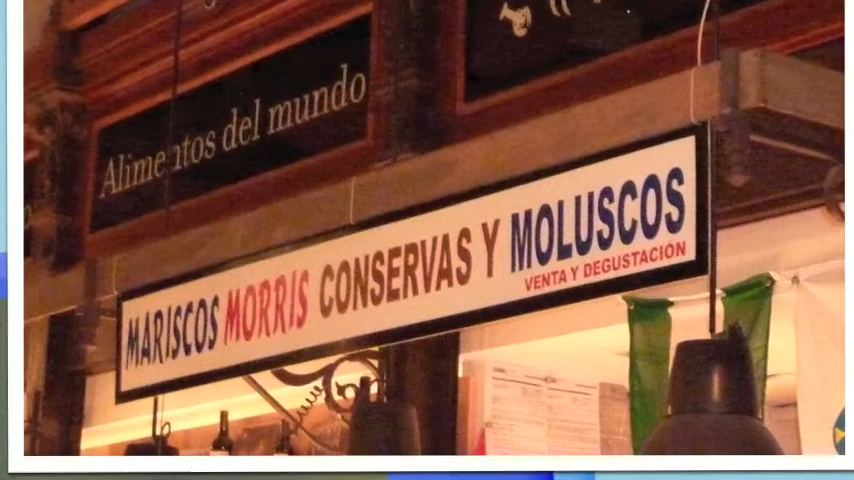 Alimentos del mundo
MARISCOS MORRIS CONSERVAS Y MOLUSCOS
VENTA Y DEGUSTACIÓN